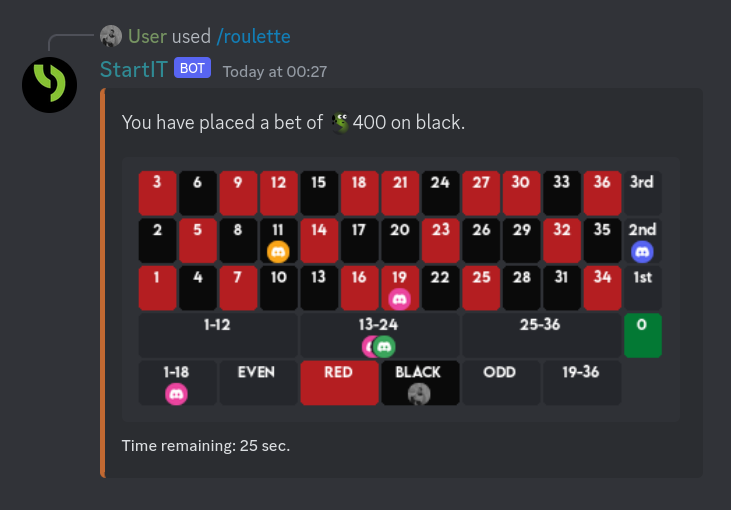 User used /roulette
StartIT BOT Today at 00:27
You have placed a bet of 400 on black.
3 6 9 12 15 18 21 24 27 30 33 36 3rd
2 5 8 11 14 17 20 23 26 29 32 35 2nd
1 4 7 10 13 16 19 22 25 28 31 34 1st
1-12 13-24 25-36 0
1-18 EVEN RED BLACK ODD 19-36
Time remaining: 25 sec.